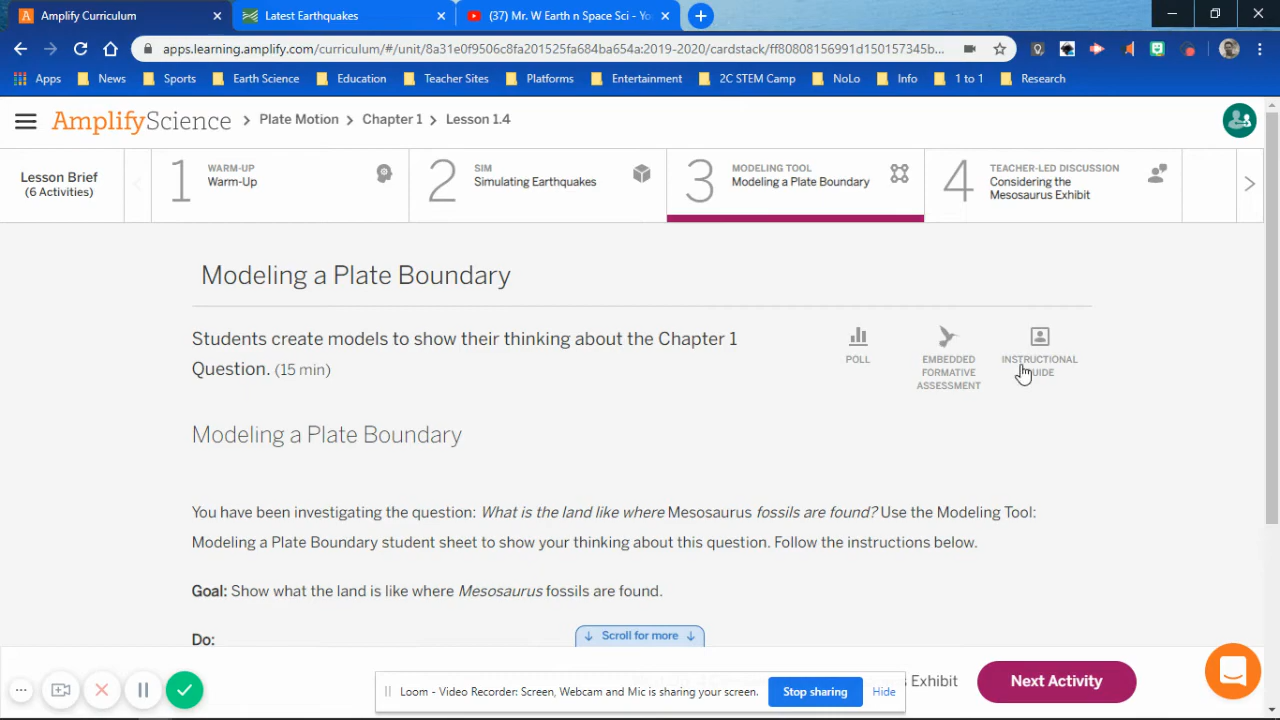 Amplify Curriculum
Latest Earthquakes
(37) Mr. W Earth n Space Sci - Yo
apps.learning.amplify.com/curriculum/#/unit/8a31e0f9506c8fa201525fa684ba654a:2019-2020/cardstack/ff80808156991d150157345b...
Apps News Sports Earth Science Education Teacher Sites Platforms Entertainment 2C STEM Camp NoLo Info 1 to 1 Research
AmplifyScience > Plate Motion > Chapter 1 > Lesson 1.4
Lesson Brief
(6 Activities)
1 WARM-UP
Warm-Up
2 SIM
Simulating Earthquakes
3 MODELING TOOL
Modeling a Plate Boundary
4 TEACHER-LED DISCUSSION
Considering the
Mesosaurus Exhibit
Modeling a Plate Boundary
Students create models to show their thinking about the Chapter 1
Question. (15 min)
POLL
EMBEDDED
FORMATIVE
ASSESSMENT
INSTRUCTIONAL
UIDE
Modeling a Plate Boundary
You have been investigating the question: What is the land like where Mesosaurus fossils are found? Use the Modeling Tool:
Modeling a Plate Boundary student sheet to show your thinking about this question. Follow the instructions below.
Goal: Show what the land is like where Mesosaurus fossils are found.
Do:
↓ Scroll for more ↓
s Exhibit
Next Activity
Loom - Video Recorder: Screen, Webcam and Mic is sharing your screen.
Stop sharing
Hide